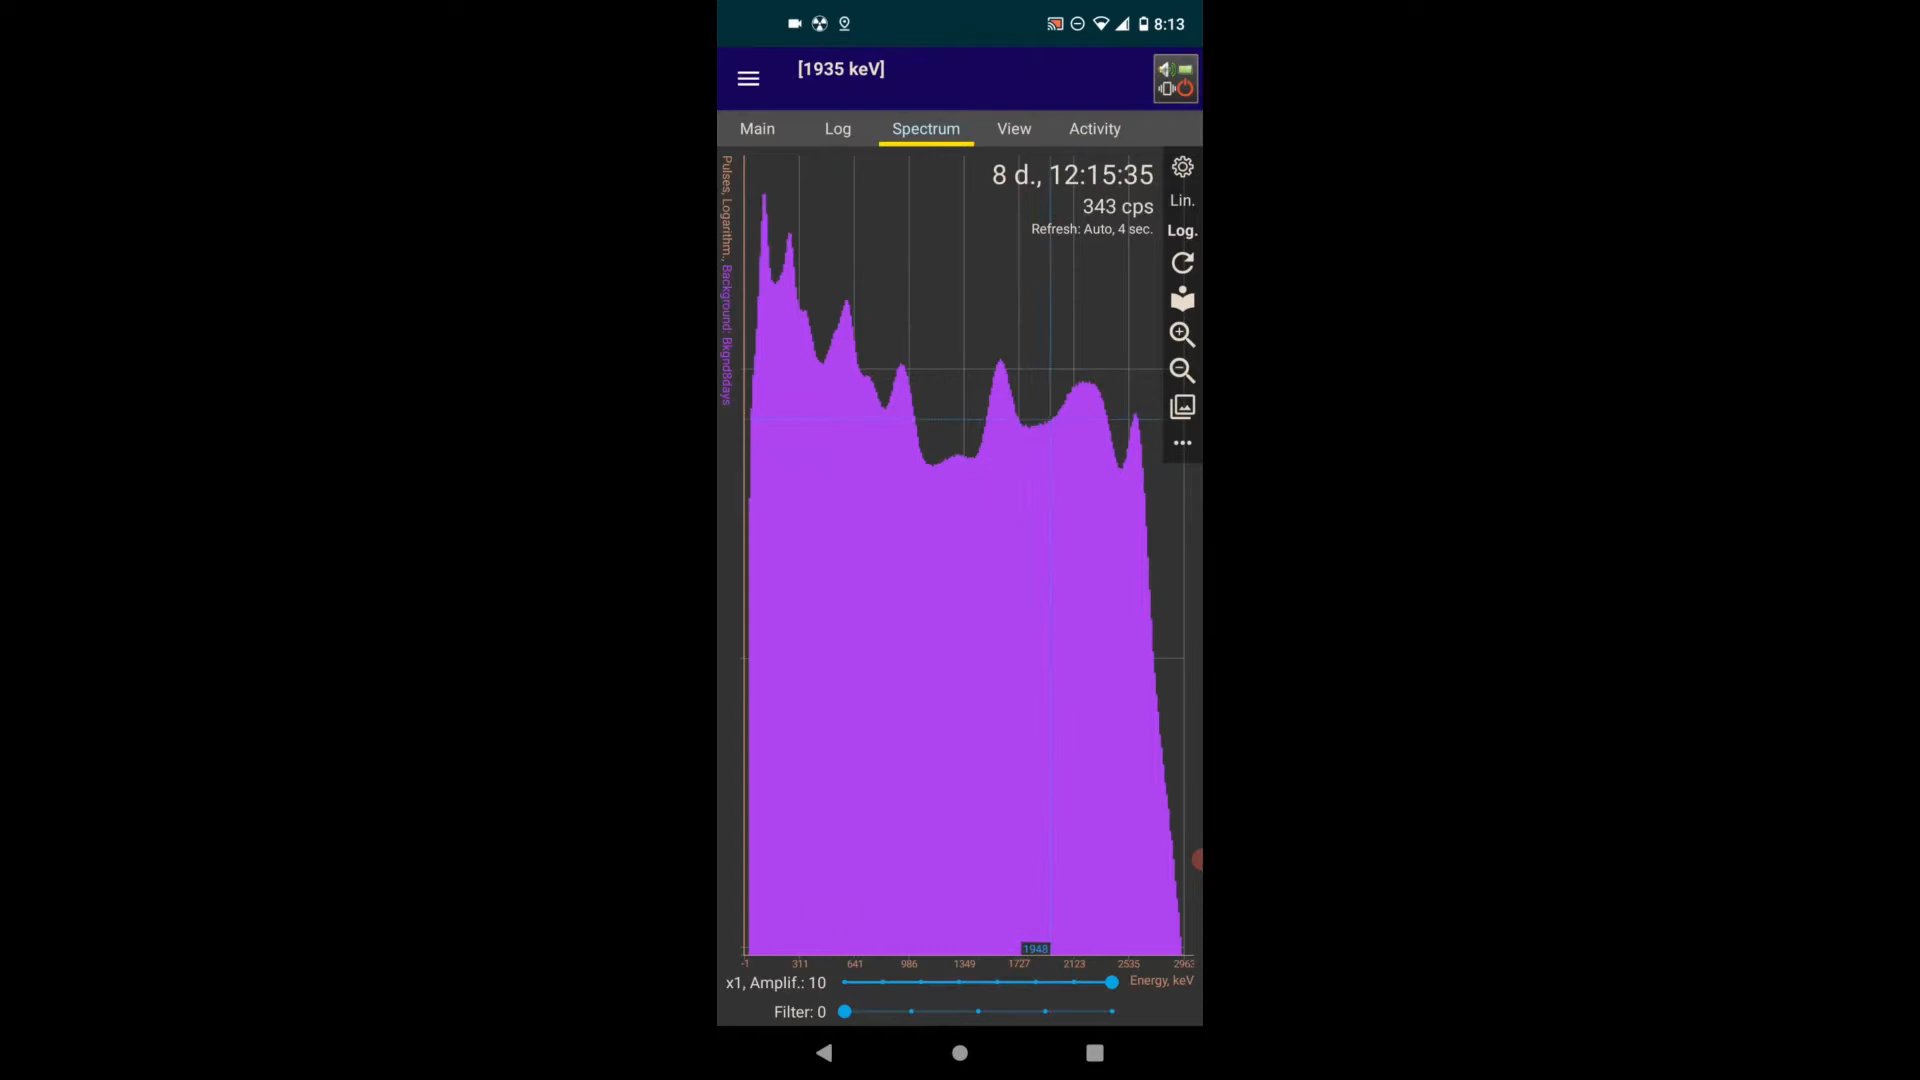 8:13
[1935 keV]
Main Log Spectrum View Activity
Pulses, Logarithm., Background: Bkgnd8days
8 d., 12:15:35
343 cps
Refresh: Auto, 4 sec.
Lin.
Log.
1948
-1 311 641 986 1349 1727 2123 2535 2963
x1, Amplif.: 10
Energy, keV
Filter: 0